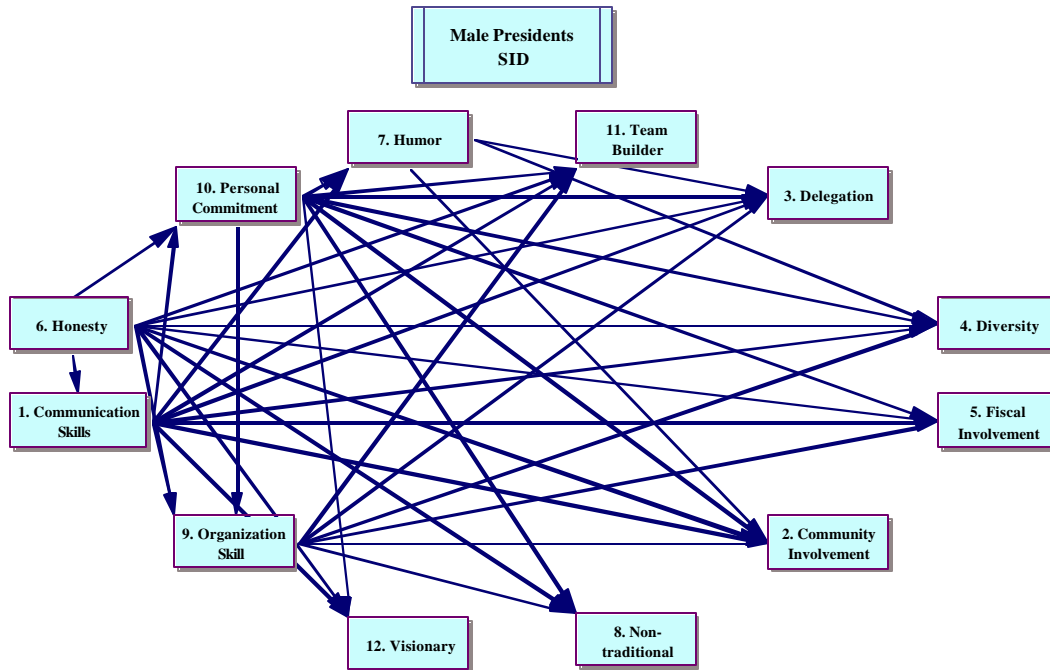 Male Presidents
SID
7. Humor
11. Team
Builder
10. Personal
Commitment
3. Delegation
6. Honesty
4. Diversity
1. Communication
Skills
5. Fiscal
Involvement
9. Organization
Skill
2. Community
Involvement
12. Visionary
8. Non-
traditional